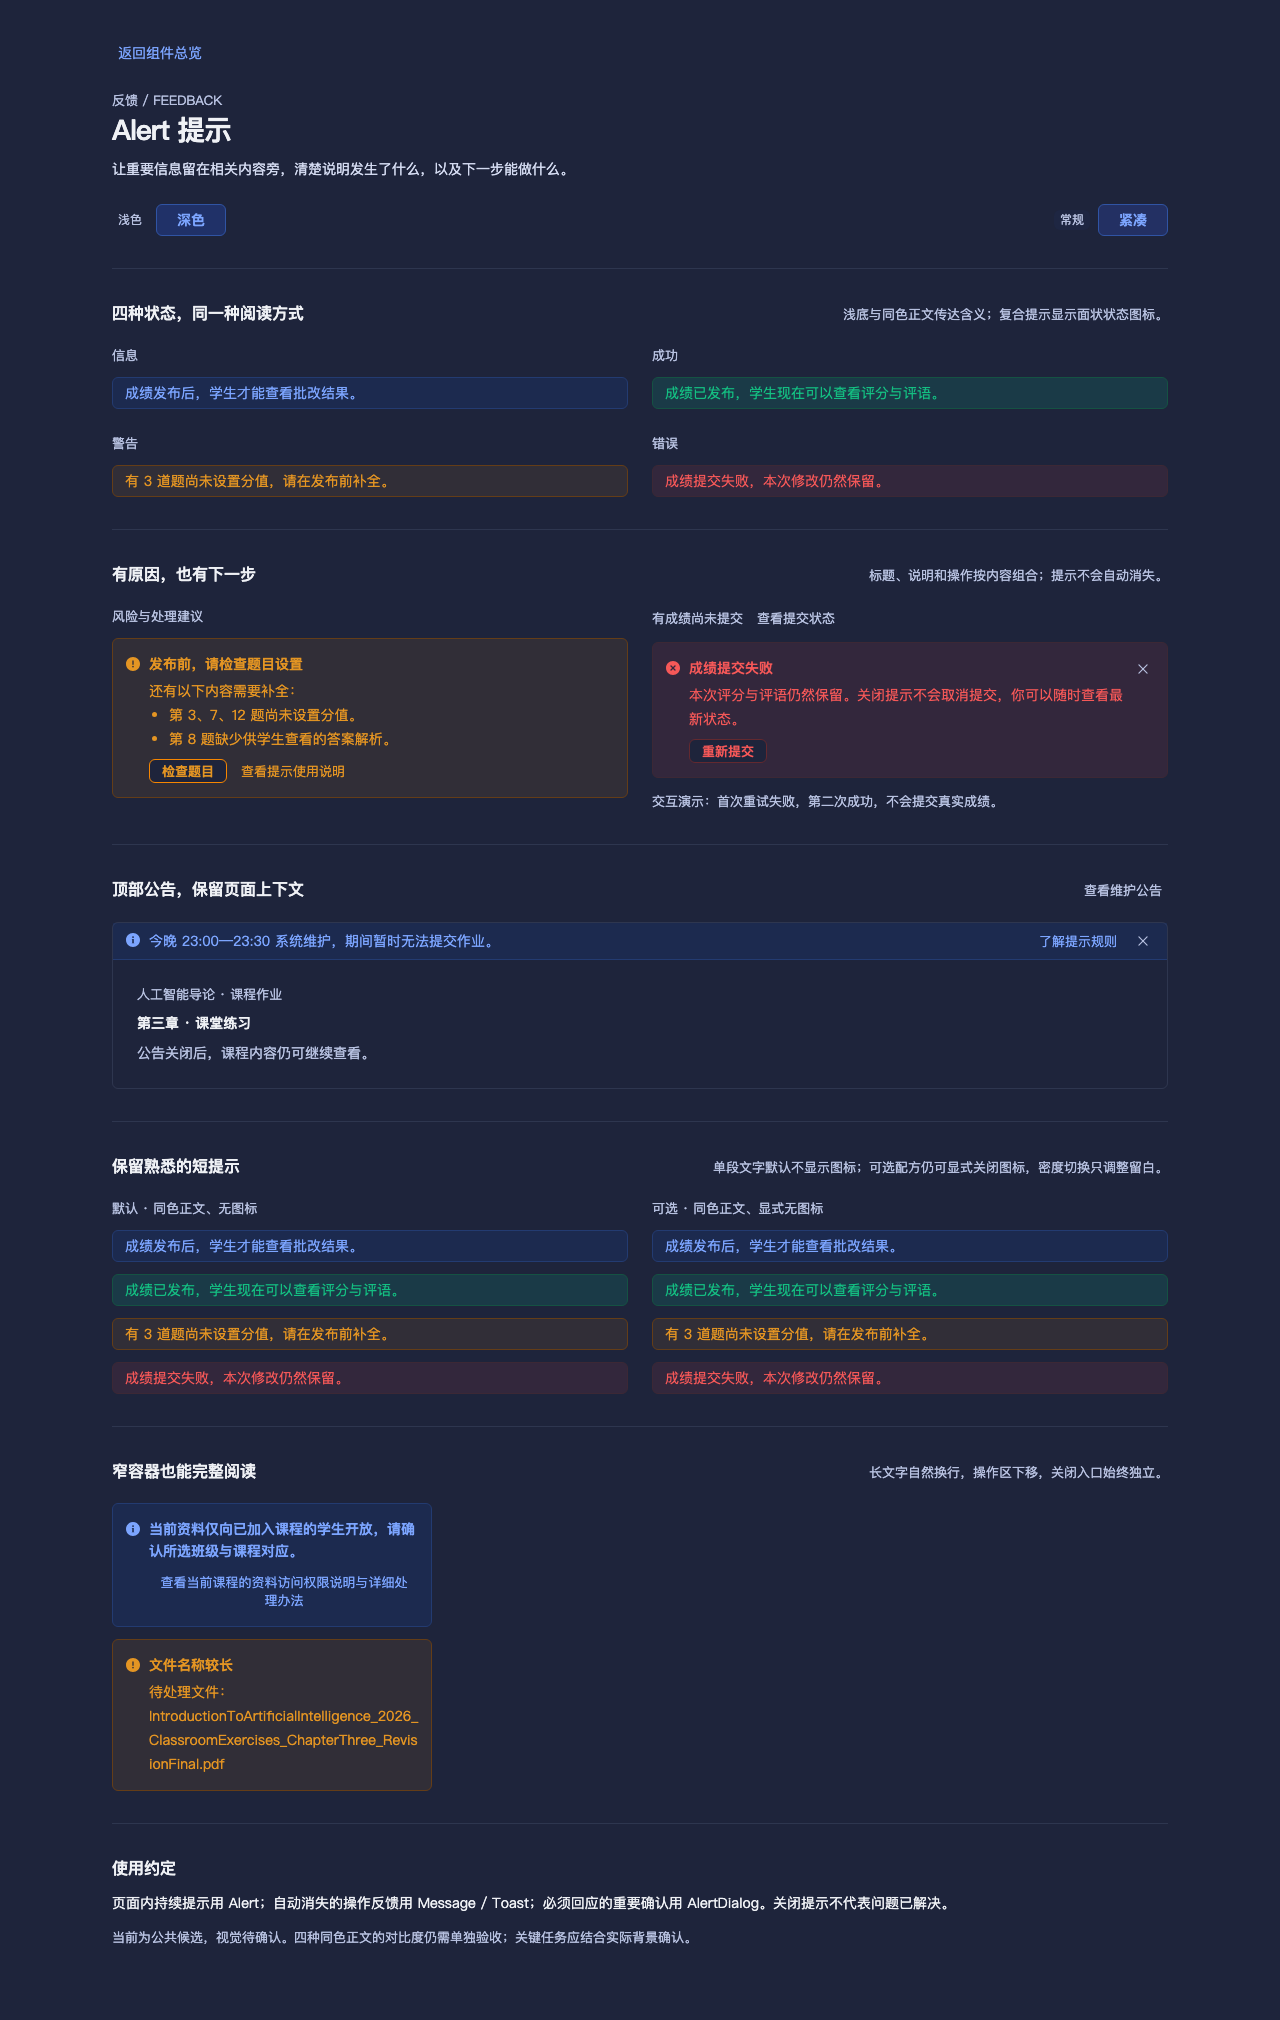 返回组件总览
反馈 / FEEDBACK
Alert 提示
让重要信息留在相关内容旁，清楚说明发生了什么，以及下一步能做什么。
浅色 深色 常规 紧凑
四种状态，同一种阅读方式
浅底与同色正文传达含义；复合提示显示面状状态图标。
信息
成绩发布后，学生才能查看批改结果。
成功
成绩已发布，学生现在可以查看评分与评语。
警告
有 3 道题尚未设置分值，请在发布前补全。
错误
成绩提交失败，本次修改仍然保留。
有原因，也有下一步
标题、说明和操作按内容组合；提示不会自动消失。
风险与处理建议
发布前，请检查题目设置
还有以下内容需要补全：
• 第 3、7、12 题尚未设置分值。
• 第 8 题缺少供学生查看的答案解析。
检查题目 查看提示使用说明
有成绩尚未提交 查看提交状态
成绩提交失败
本次评分与评语仍然保留。关闭提示不会取消提交，你可以随时查看最
新状态。
重新提交
交互演示：首次重试失败，第二次成功，不会提交真实成绩。
顶部公告，保留页面上下文
查看维护公告
今晚 23:00—23:30 系统维护，期间暂时无法提交作业。
了解提示规则
人工智能导论 · 课程作业
第三章 · 课堂练习
公告关闭后，课程内容仍可继续查看。
保留熟悉的短提示
单段文字默认不显示图标；可选配方仍可显式关闭图标，密度切换只调整留白。
默认 · 同色正文、无图标
成绩发布后，学生才能查看批改结果。
成绩已发布，学生现在可以查看评分与评语。
有 3 道题尚未设置分值，请在发布前补全。
成绩提交失败，本次修改仍然保留。
可选 · 同色正文、显式无图标
成绩发布后，学生才能查看批改结果。
成绩已发布，学生现在可以查看评分与评语。
有 3 道题尚未设置分值，请在发布前补全。
成绩提交失败，本次修改仍然保留。
窄容器也能完整阅读
长文字自然换行，操作区下移，关闭入口始终独立。
当前资料仅向已加入课程的学生开放，请确
认所选班级与课程对应。
查看当前课程的资料访问权限说明与详细处
理办法
文件名称较长
待处理文件：
IntroductionToArtificialIntelligence_2026_
ClassroomExercises_ChapterThree_Revis
ionFinal.pdf
使用约定
页面内持续提示用 Alert；自动消失的操作反馈用 Message / Toast；必须回应的重要确认用 AlertDialog。关闭提示不代表问题已解决。
当前为公共候选，视觉待确认。四种同色正文的对比度仍需单独验收；关键任务应结合实际背景确认。